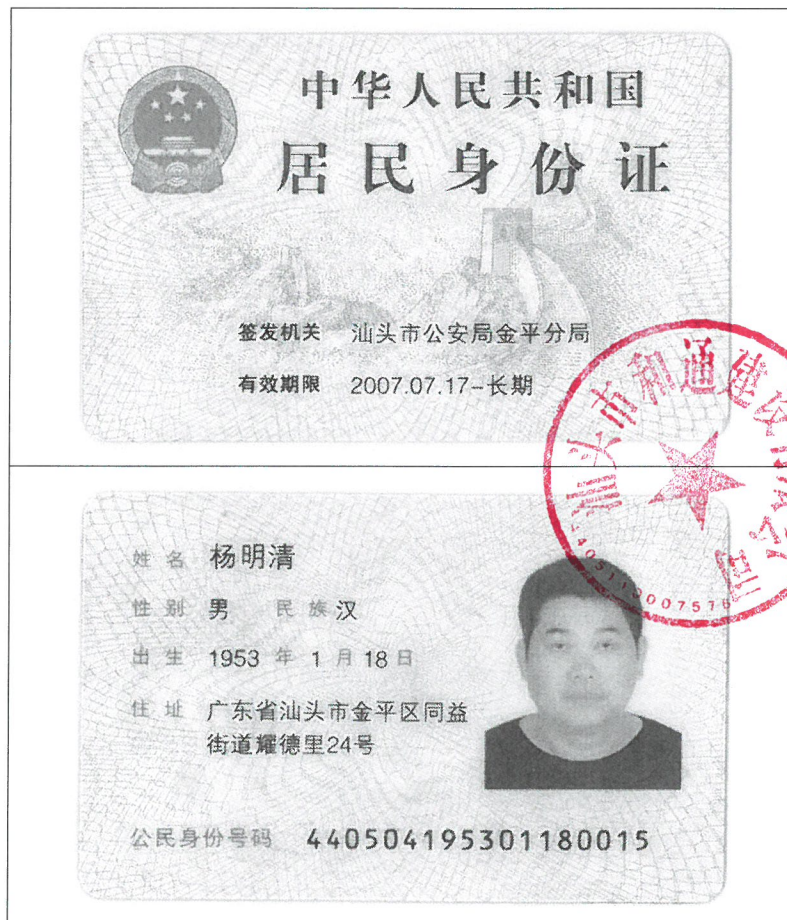 中华人民共和国
居民身份证
签发机关 汕头市公安局金平分局
有效期限 2007.07.17-长期
汕头市和通建设
公司
姓名 杨明清
性别 男 民族 汉
出生 1953 年 1 月 18 日
住址 广东省汕头市金平区同益
街道耀德里24号
公民身份号码 440504195301180015